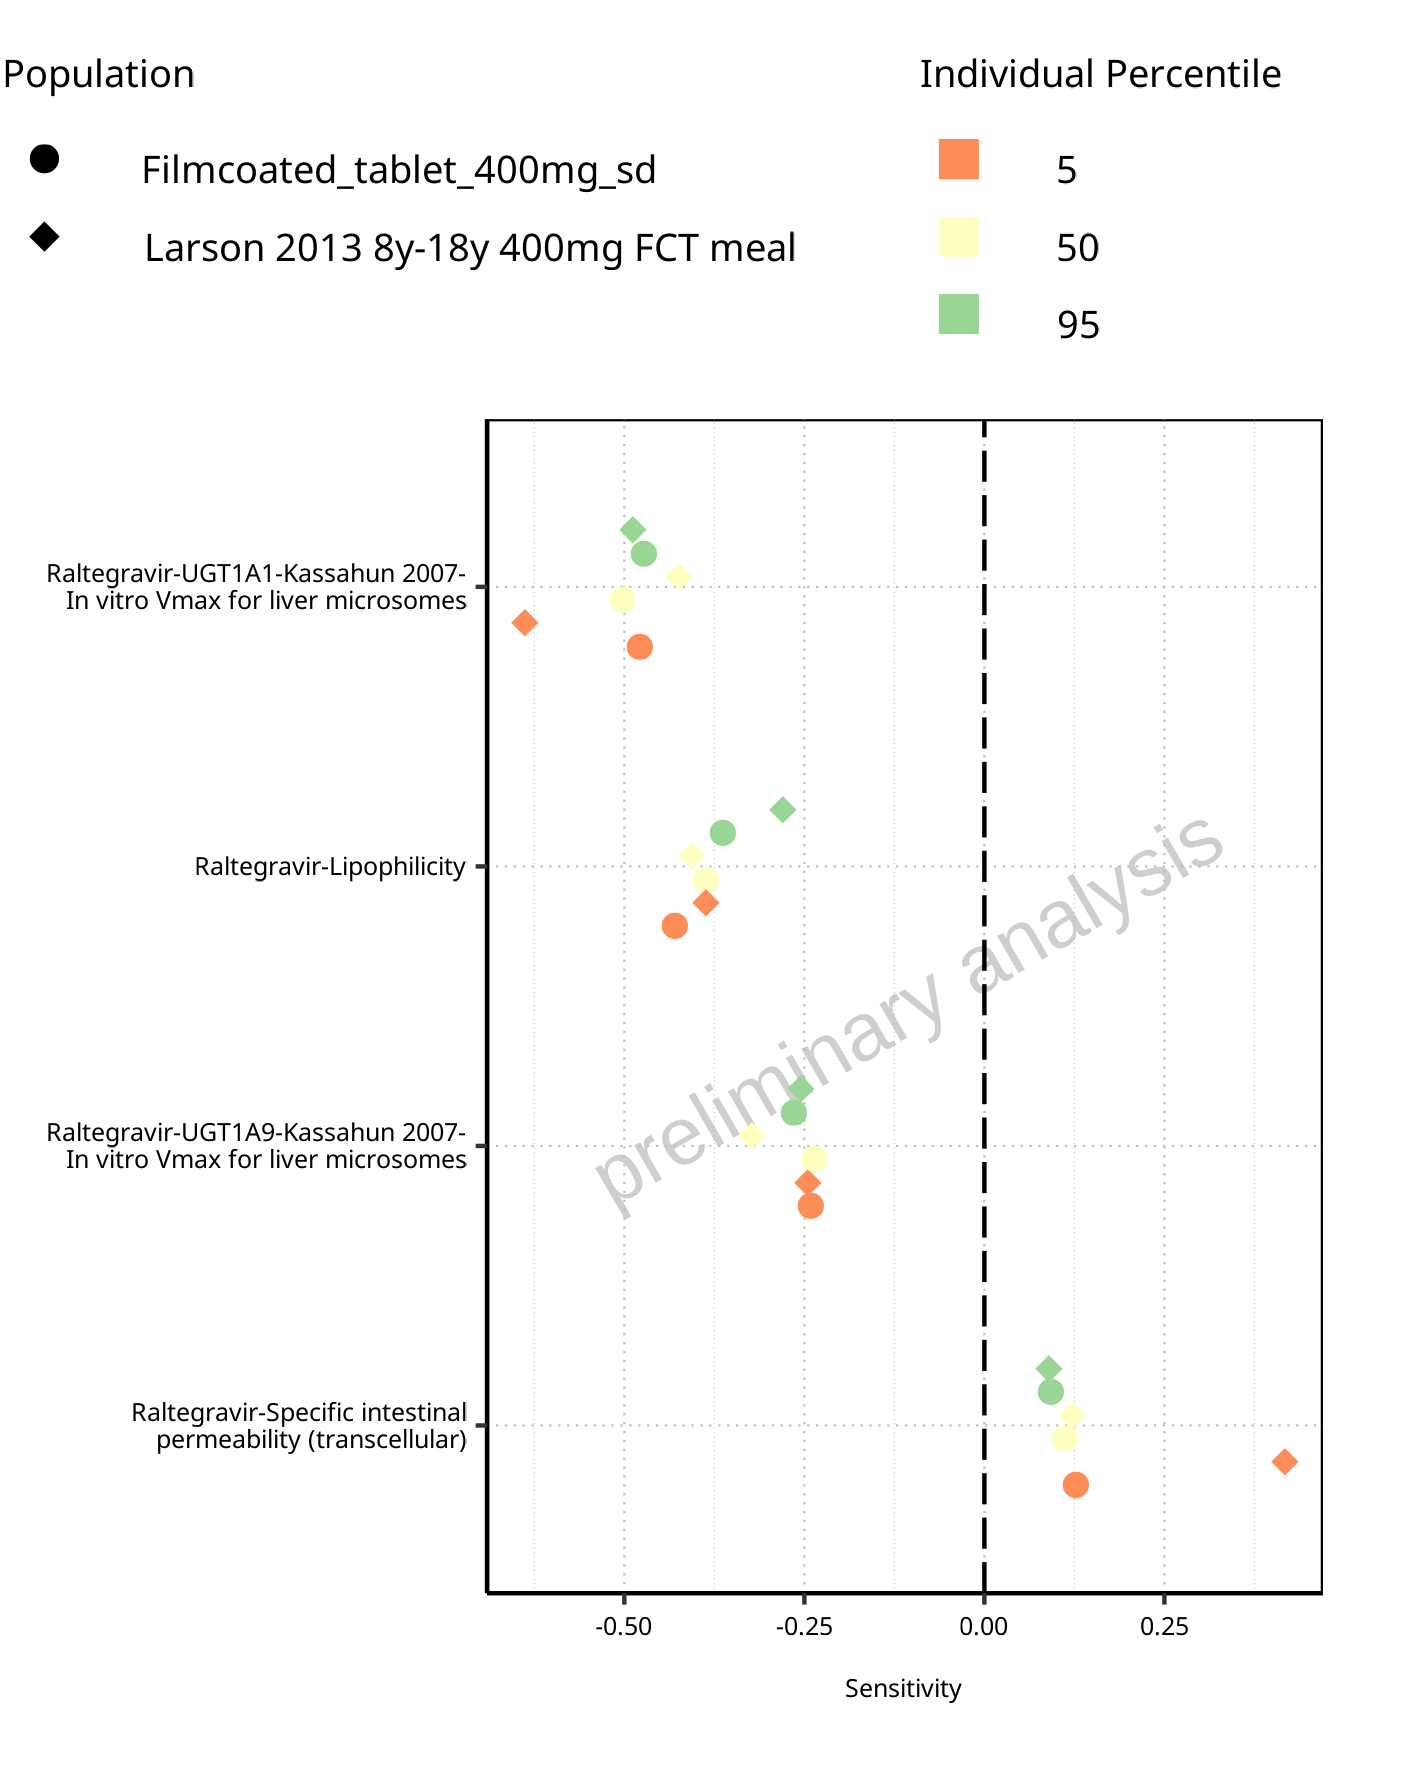 Population
Individual Percentile
Filmcoated_tablet_400mg_sd
5
Larson 2013 8y-18y 400mg FCT meal
50
95
Raltegravir-UGT1A1-Kassahun 2007-
In vitro Vmax for liver microsomes
Raltegravir-Lipophilicity
preliminary analysis
Raltegravir-UGT1A9-Kassahun 2007-
In vitro Vmax for liver microsomes
Raltegravir-Specific intestinal
permeability (transcellular)
-0.50
-0.25
0.00
0.25
Sensitivity